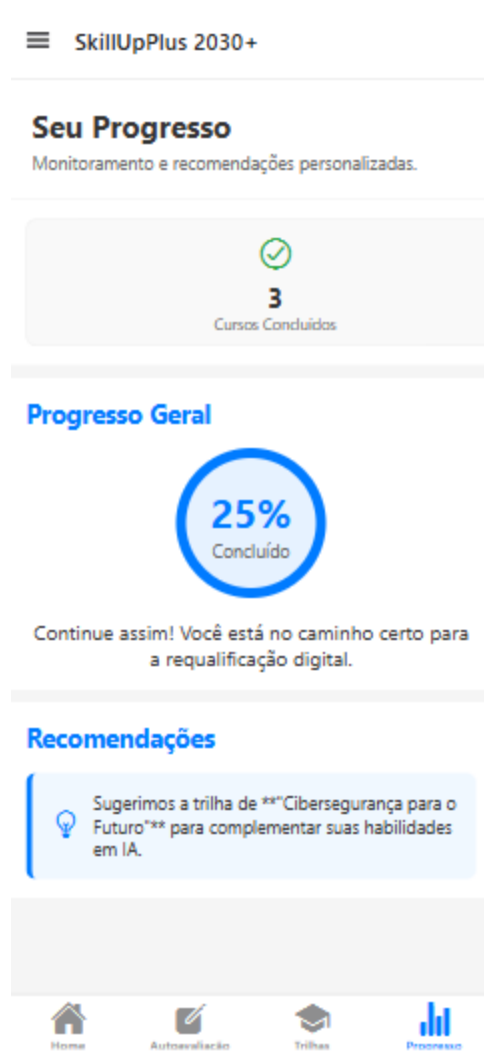 SkillUpPlus 2030+
Seu Progresso
Monitoramento e recomendações personalizadas.
3
Cursos Concluídos
Progresso Geral
25%
Concluído
Continue assim! Você está no caminho certo para
a requalificação digital.
Recomendações
Sugerimos a trilha de **"Cibersegurança para o
Futuro"** para complementar suas habilidades
em IA.
Home Autoavaliação Trilhas Progresso